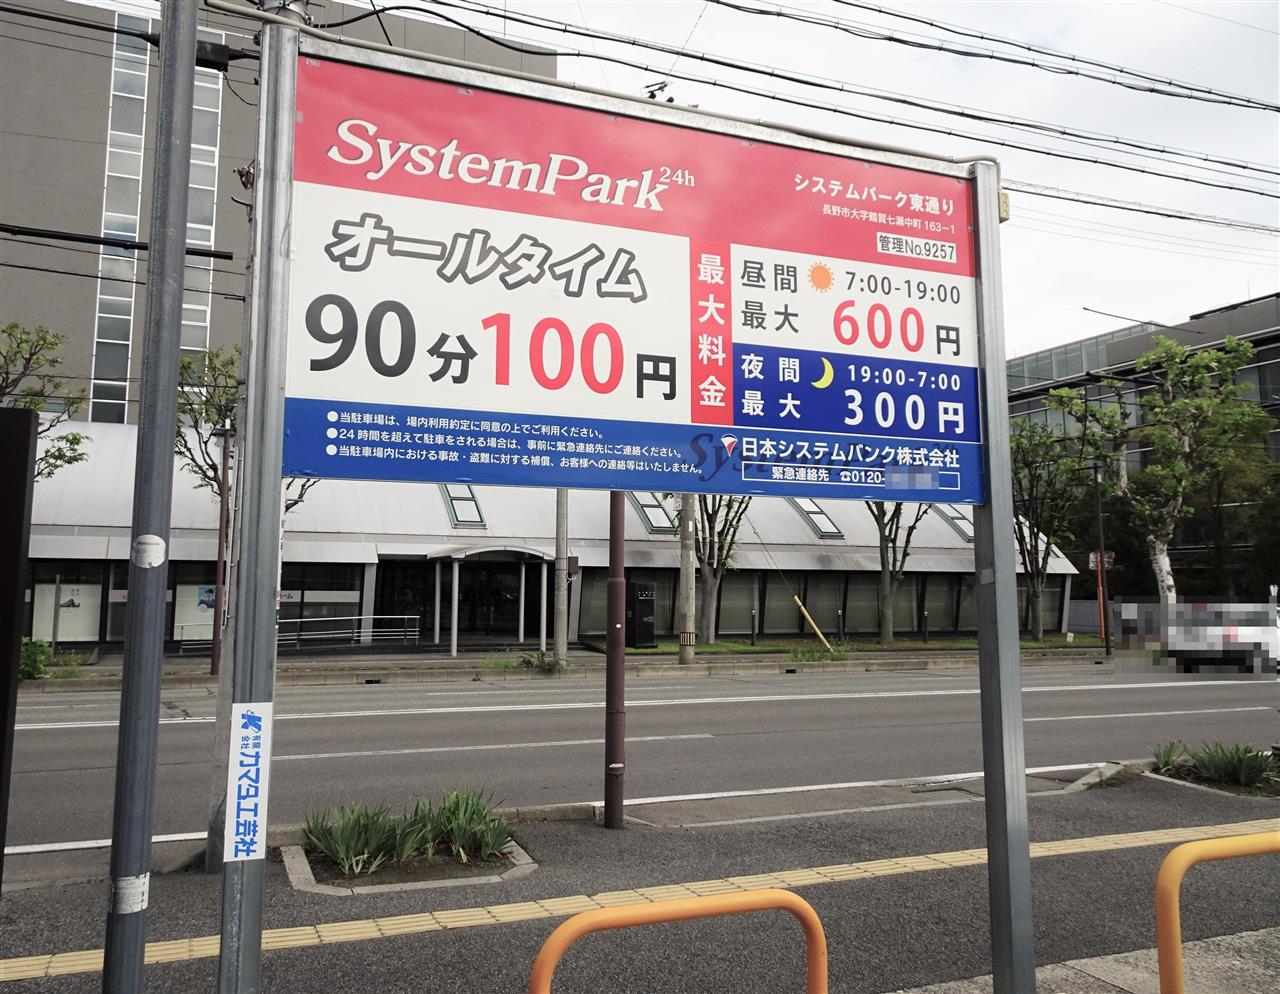 SystemPark 24h
システムパーク東通り
長野市大字鶴賀七瀬中町 163-1
管理No.9257
オールタイム
90分100円
最大料金
昼間 7:00-19:00
最大 600円
夜間 19:00-7:00
最大 300円
●当駐車場は、場内利用約定に同意の上でご利用ください。
●24時間を超えて駐車をされる場合は、事前に緊急連絡先にご連絡ください。
●当駐車場内における事故・盗難に対する補償、お客様への連絡等はいたしません。
日本システムバンク株式会社
緊急連絡先 ☎0120-
K 有限会社 カマタ工芸社